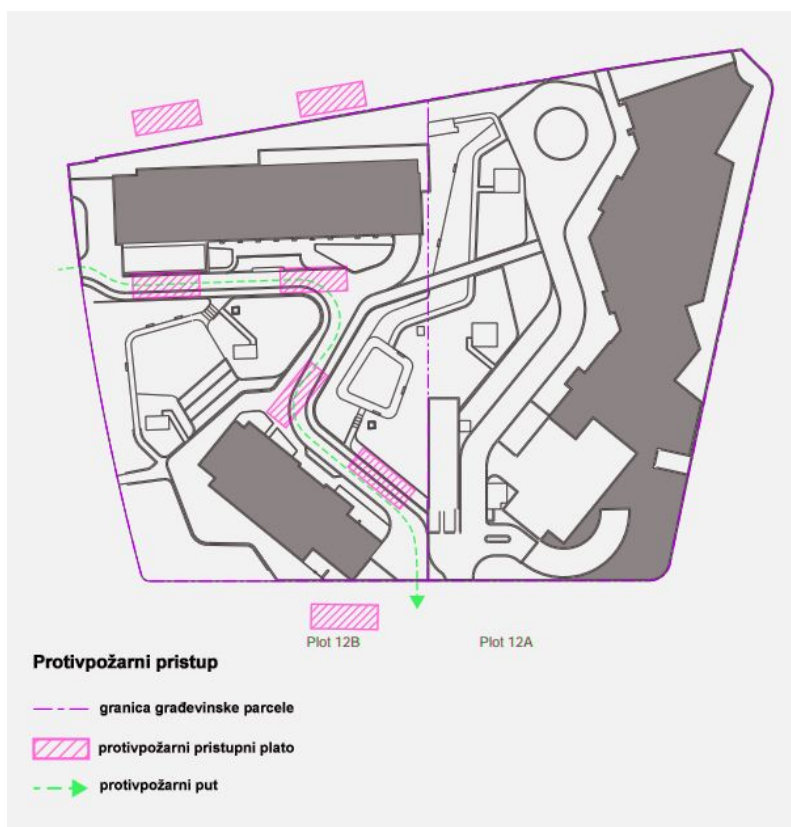 Plot 12B
Plot 12A
Protivpožarni pristup
granica građevinske parcele
protivpožarni pristupni plato
protivpožarni put